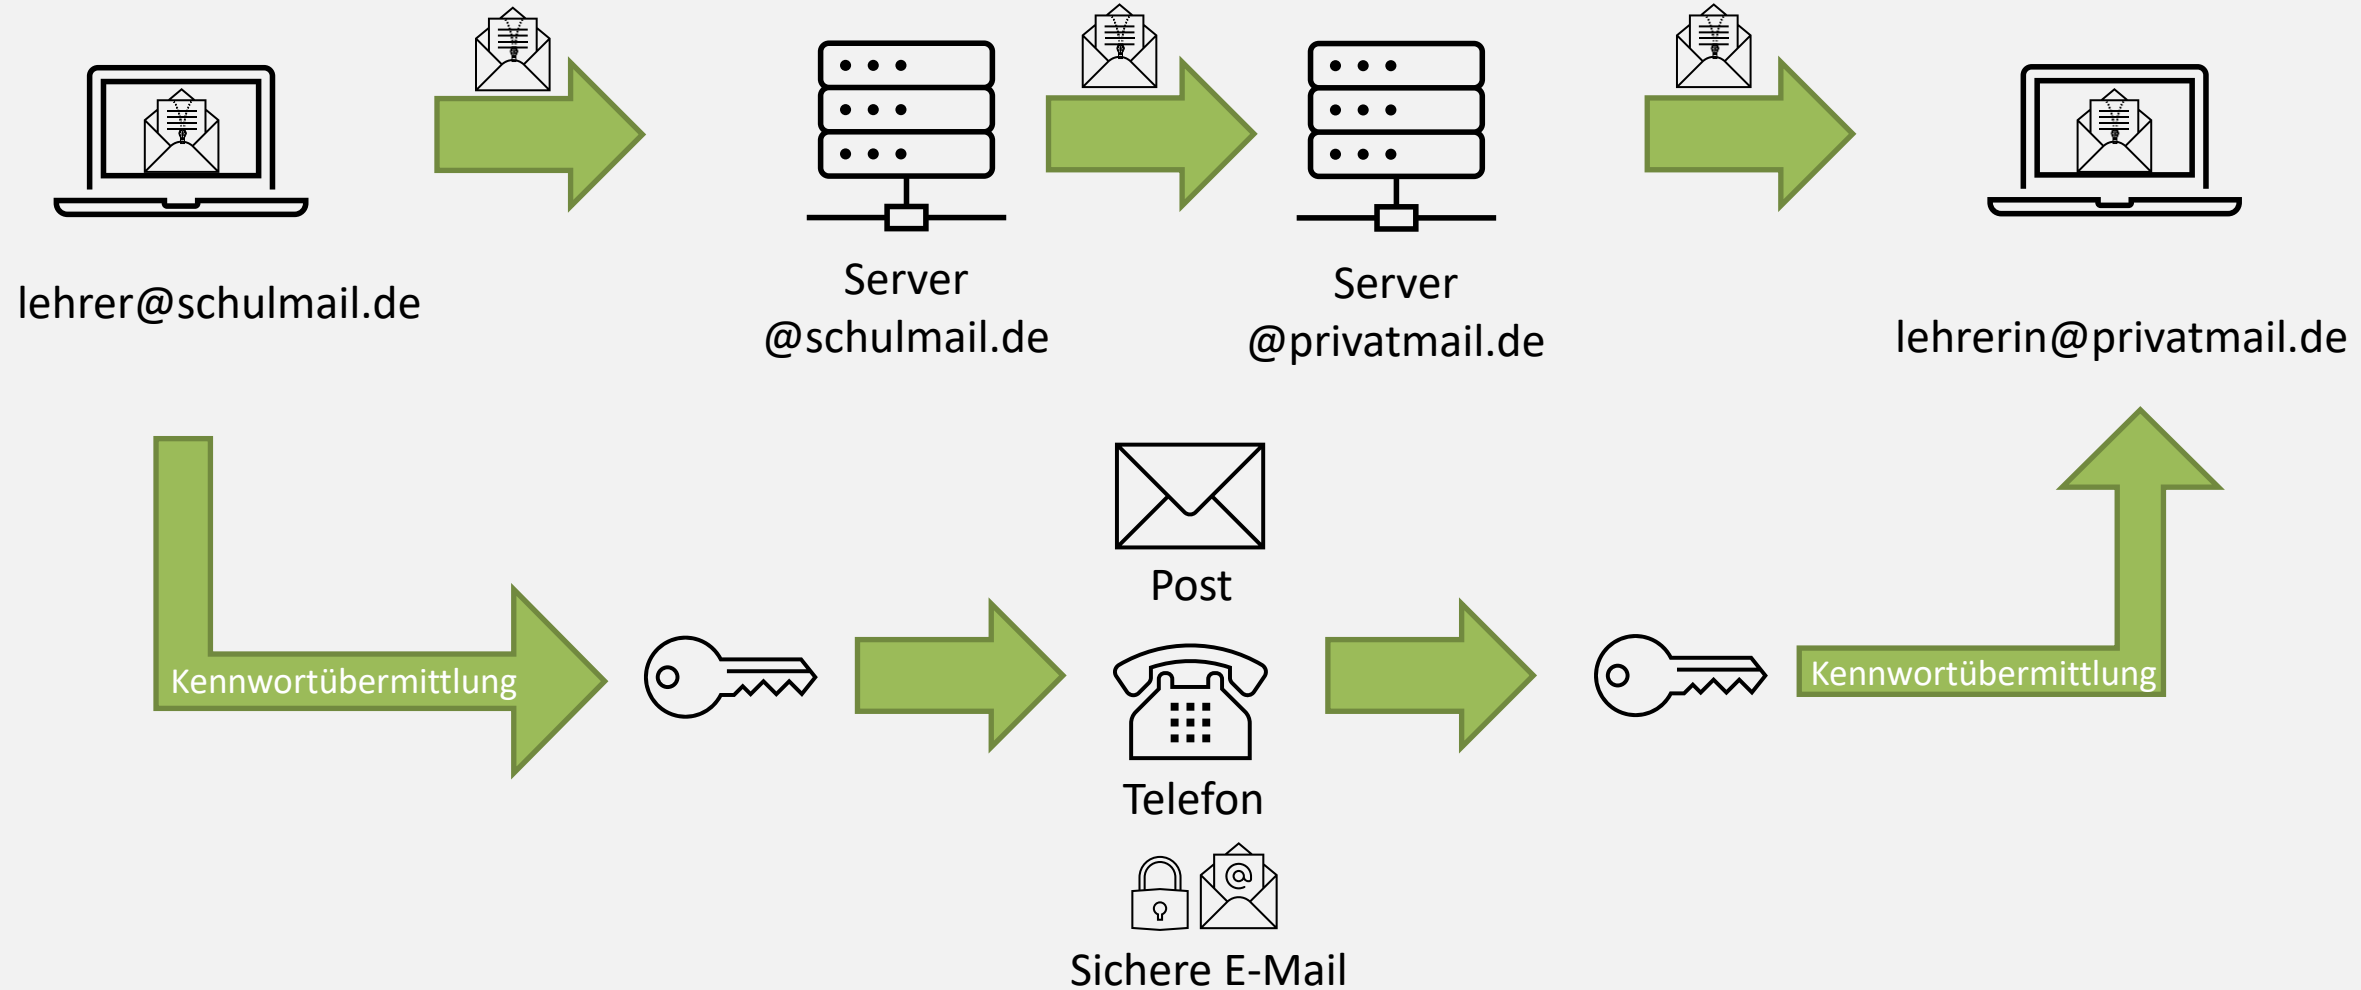 lehrer@schulmail.de
Server
@schulmail.de
Server
@privatmail.de
lehrerin@privatmail.de
Post
Kennwortübermittlung
Kennwortübermittlung
Telefon
@
Sichere E-Mail